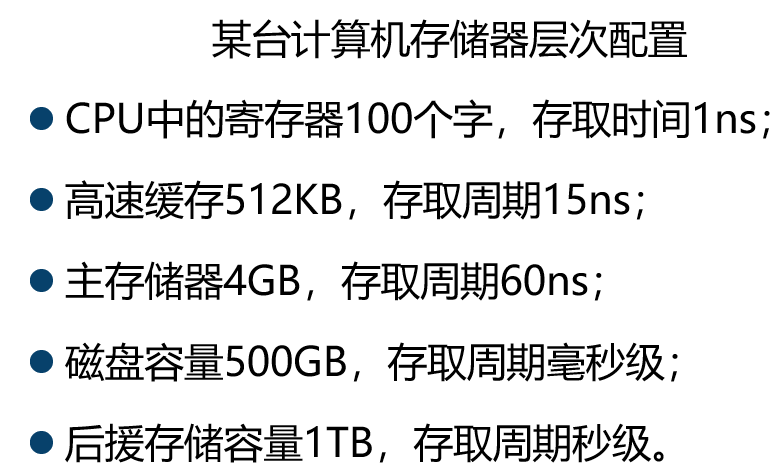 某台计算机存储器层次配置
● CPU中的寄存器100个字，存取时间1ns；
● 高速缓存512KB，存取周期15ns；
● 主存储器4GB，存取周期60ns；
● 磁盘容量500GB，存取周期毫秒级；
● 后援存储容量1TB，存取周期秒级。